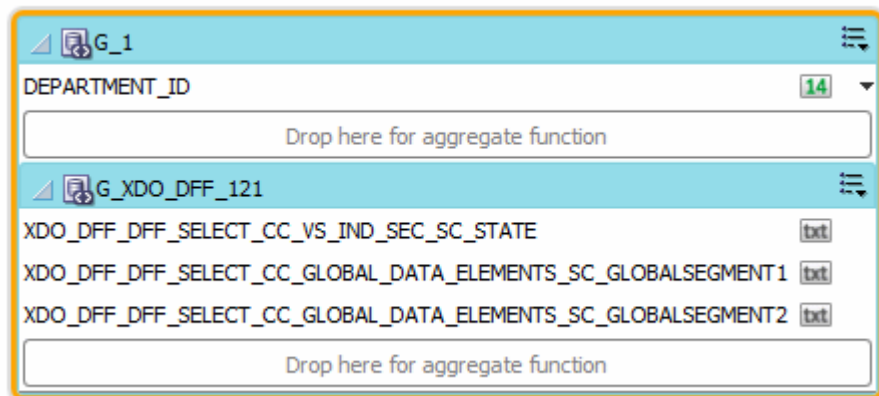 G_1
DEPARTMENT_ID 14
Drop here for aggregate function
G_XDO_DFF_121
XDO_DFF_DFF_SELECT_CC_VS_IND_SEC_SC_STATE txt
XDO_DFF_DFF_SELECT_CC_GLOBAL_DATA_ELEMENTS_SC_GLOBALSEGMENT1 txt
XDO_DFF_DFF_SELECT_CC_GLOBAL_DATA_ELEMENTS_SC_GLOBALSEGMENT2 txt
Drop here for aggregate function